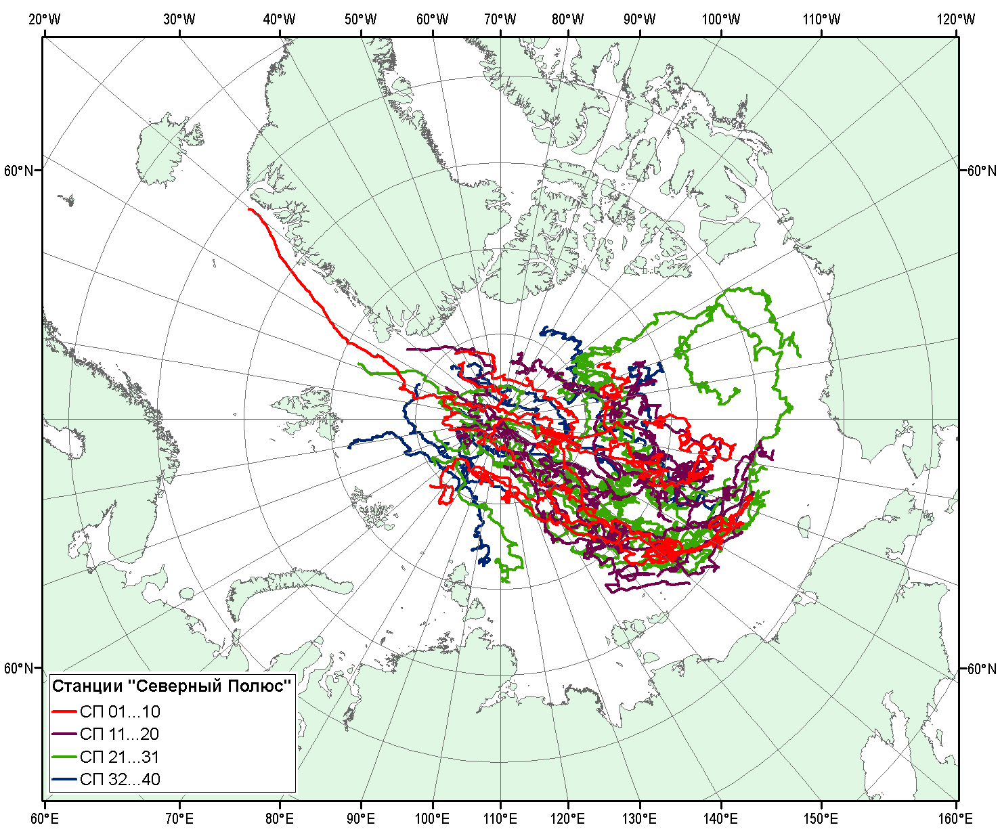 20°W 30°W 40°W 50°W 60°W 70°W 80°W 90°W 100°W 110°W 120°W
60°N 60°N
60°N 60°N
Станции "Северный Полюс"
СП 01...10
СП 11...20
СП 21...31
СП 32...40
60°E 70°E 80°E 90°E 100°E 110°E 120°E 130°E 140°E 150°E 160°E